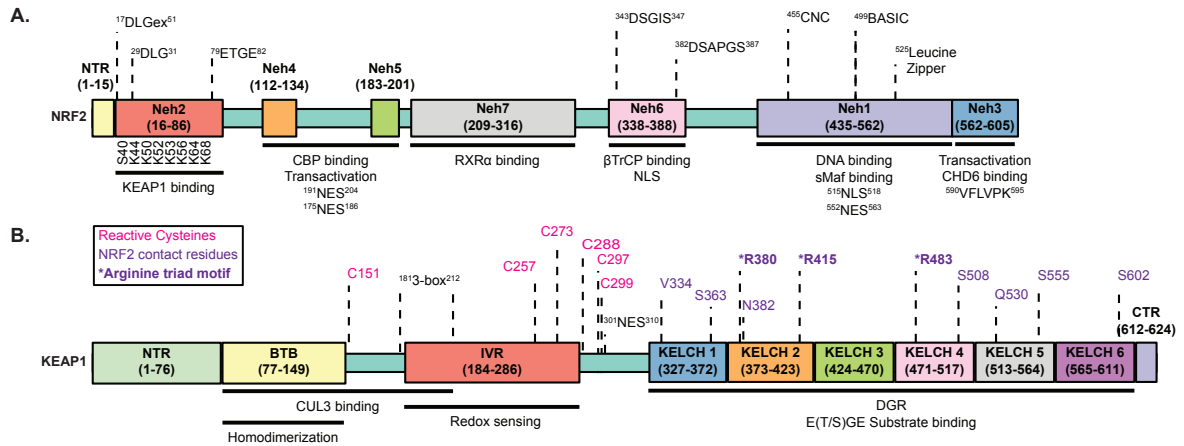 A.
¹⁷DLGex⁵¹
²⁹DLG³¹
⁷⁹ETGE⁸²
³⁴³DSGIS³⁴⁷
³⁸²DSAPGS³⁸⁷
⁴⁵⁵CNC
⁴⁹⁹BASIC
⁵²⁵Leucine
Zipper
NTR
(1-15)
Neh4
(112-134)
Neh5
(183-201)
NRF2
Neh2
(16-86)
Neh7
(209-316)
Neh6
(338-388)
Neh1
(435-562)
Neh3
(562-605)
S40
K44
K50
K52
K53
K56
K64
K68
KEAP1 binding
CBP binding
Transactivation
¹⁹¹NES²⁰⁴
¹⁷⁵NES¹⁸⁶
RXRα binding
βTrCP binding
NLS
DNA binding
sMaf binding
⁵¹⁵NLS⁵¹⁸
⁵⁵²NES⁵⁶³
Transactivation
CHD6 binding
⁵⁹⁰VFLVPK⁵⁹⁵
B.
Reactive Cysteines
NRF2 contact residues
*Arginine triad motif
C151
¹⁸¹3-box²¹²
C257
C273
C288
C297
C299
³⁰¹NES³¹⁰
V334
S363
*R380
N382
*R415
*R483
S508
Q530
S555
S602
CTR
(612-624)
KEAP1
NTR
(1-76)
BTB
(77-149)
IVR
(184-286)
KELCH 1
(327-372)
KELCH 2
(373-423)
KELCH 3
(424-470)
KELCH 4
(471-517)
KELCH 5
(513-564)
KELCH 6
(565-611)
CUL3 binding
Homodimerization
Redox sensing
DGR
E(T/S)GE Substrate binding